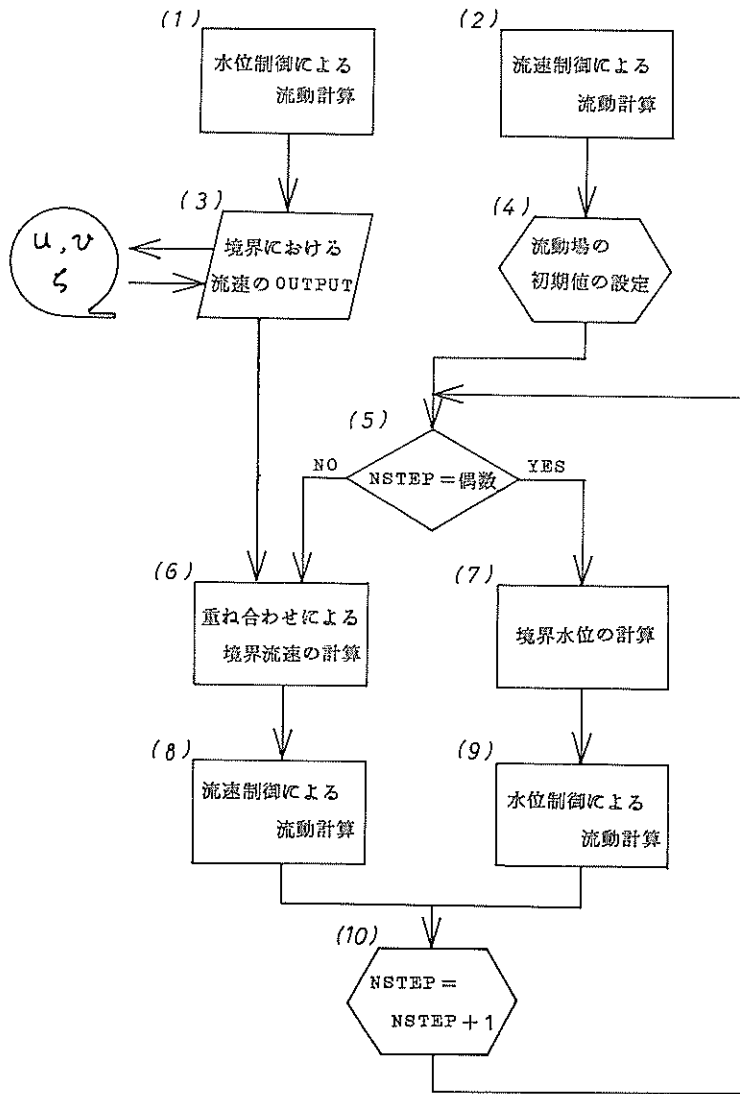 (1)
水位制御による
流動計算
(2)
流速制御による
流動計算
(3)
境界における
流速のOUTPUT
u, v
ζ
(4)
流動場の
初期値の設定
(5)
NSTEP=偶数
NO
YES
(6)
重ね合わせによる
境界流速の計算
(7)
境界水位の計算
(8)
流速制御による
流動計算
(9)
水位制御による
流動計算
(10)
NSTEP=
NSTEP+1